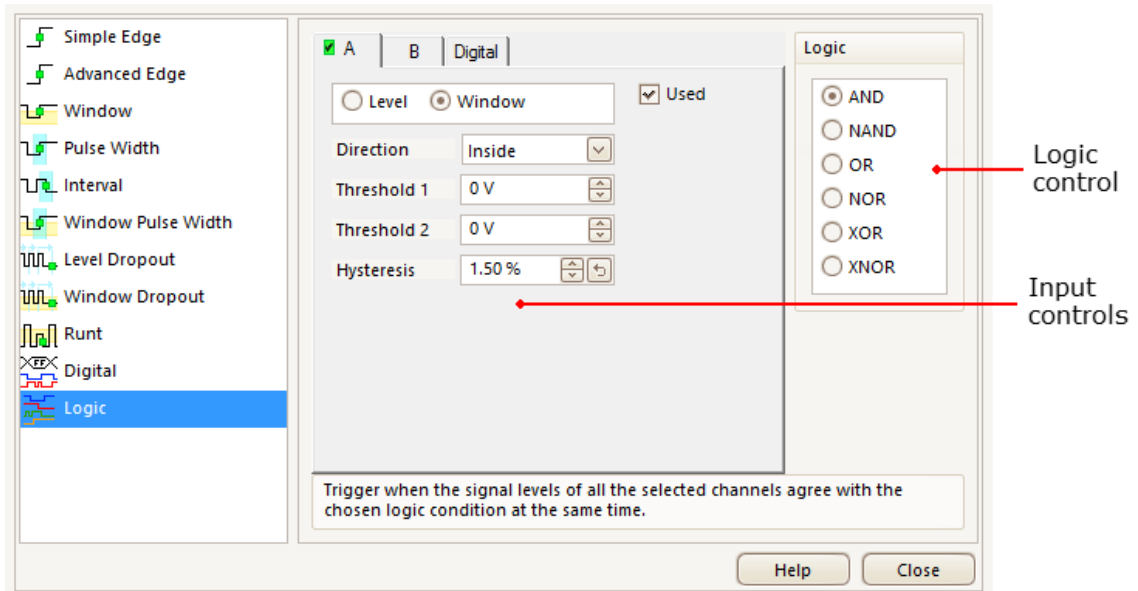 Simple Edge
Advanced Edge
Window
Pulse Width
Interval
Window Pulse Width
Level Dropout
Window Dropout
Runt
FF
Digital
Logic
A
B
Digital
Level
Window
Used
Direction
Inside
Threshold 1
0 V
Threshold 2
0 V
Hysteresis
1.50 %
Logic
AND
NAND
OR
NOR
XOR
XNOR
Trigger when the signal levels of all the selected channels agree with the
chosen logic condition at the same time.
Help
Close
Logic
control
Input
controls